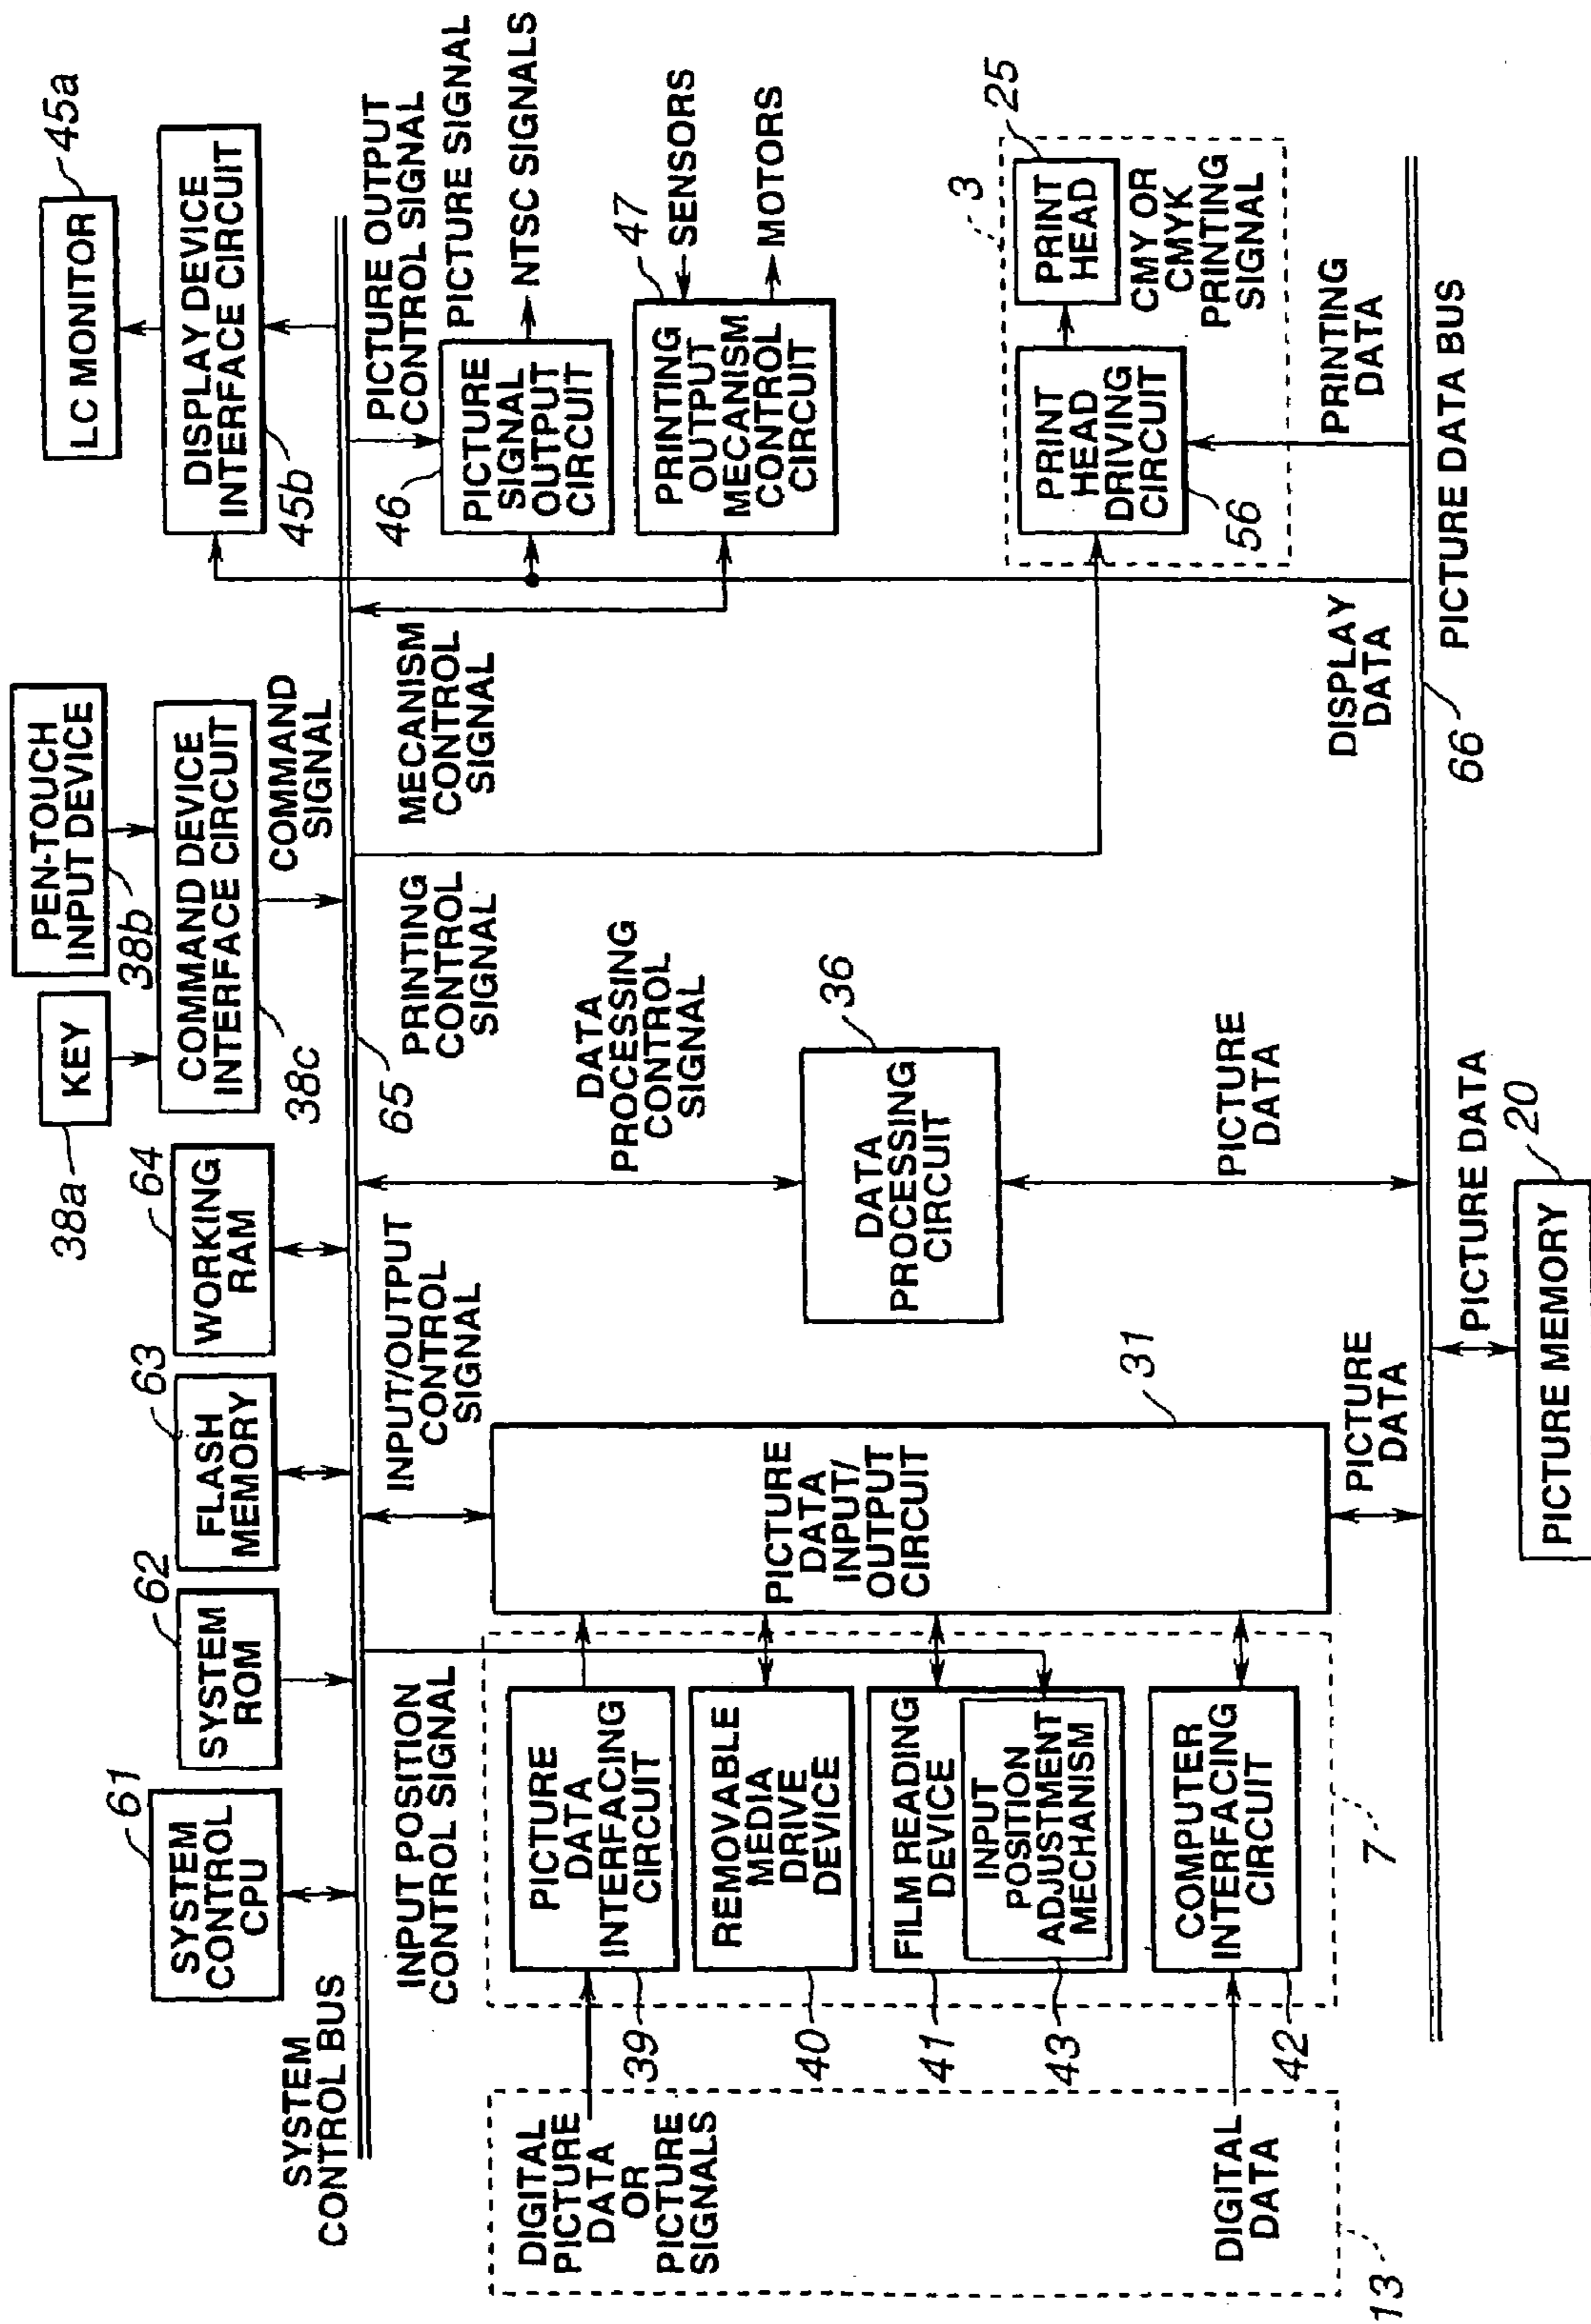 38a
KEY
PEN-TOUCH
INPUT DEVICE
38b
LC MONITOR
45a
61
SYSTEM
CONTROL
CPU
62
SYSTEM
ROM
63
FLASH
MEMORY
64
WORKING
RAM
COMMAND DEVICE
INTERFACE CIRCUIT
38c
COMMAND
SIGNAL
DISPLAY DEVICE
INTERFACE CIRCUIT
45b
SYSTEM
CONTROL BUS
65
INPUT POSITION
CONTROL SIGNAL
INPUT/OUTPUT
CONTROL
SIGNAL
PRINTING
CONTROL
SIGNAL
MECANISM
CONTROL
SIGNAL
PICTURE OUTPUT
CONTROL SIGNAL
PICTURE SIGNAL
46
PICTURE
SIGNAL
OUTPUT
CIRCUIT
NTSC SIGNALS
DATA
PROCESSING
CONTROL
SIGNAL
47
PRINTING
OUTPUT
MECANISM
CONTROL
CIRCUIT
SENSORS
MOTORS
DIGITAL
PICTURE
DATA
OR
PICTURE
SIGNALS
PICTURE
DATA
INTERFACING
CIRCUIT
39
REMOVABLE
MEDIA
DRIVE
DEVICE
40
FILM READING
DEVICE
41
INPUT
POSITION
ADJUSTMENT
MECHANISM
43
COMPUTER
INTERFACING
CIRCUIT
42
DIGITAL
DATA
13
7
PICTURE
DATA
INPUT/
OUTPUT
CIRCUIT
31
36
DATA
PROCESSING
CIRCUIT
3
25
PRINT
HEAD
DRIVING
CIRCUIT
56
PRINT
HEAD
CMY OR
CMYK
PRINTING
SIGNAL
PICTURE
DATA
PICTURE
DATA
DISPLAY
DATA
PRINTING
DATA
66
PICTURE DATA BUS
PICTURE DATA
20
PICTURE MEMORY